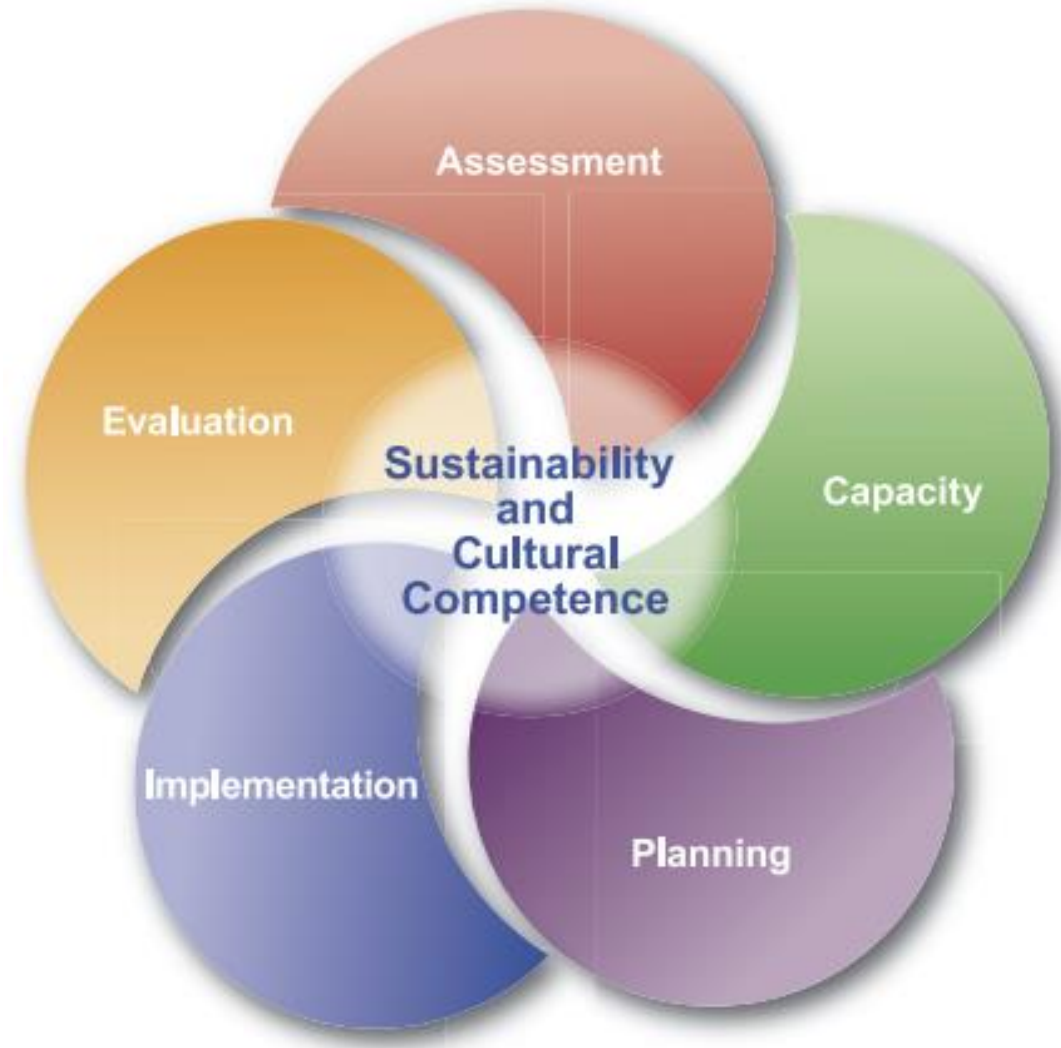 Assessment
Capacity
Planning
Implementation
Evaluation
Sustainability
and
Cultural
Competence